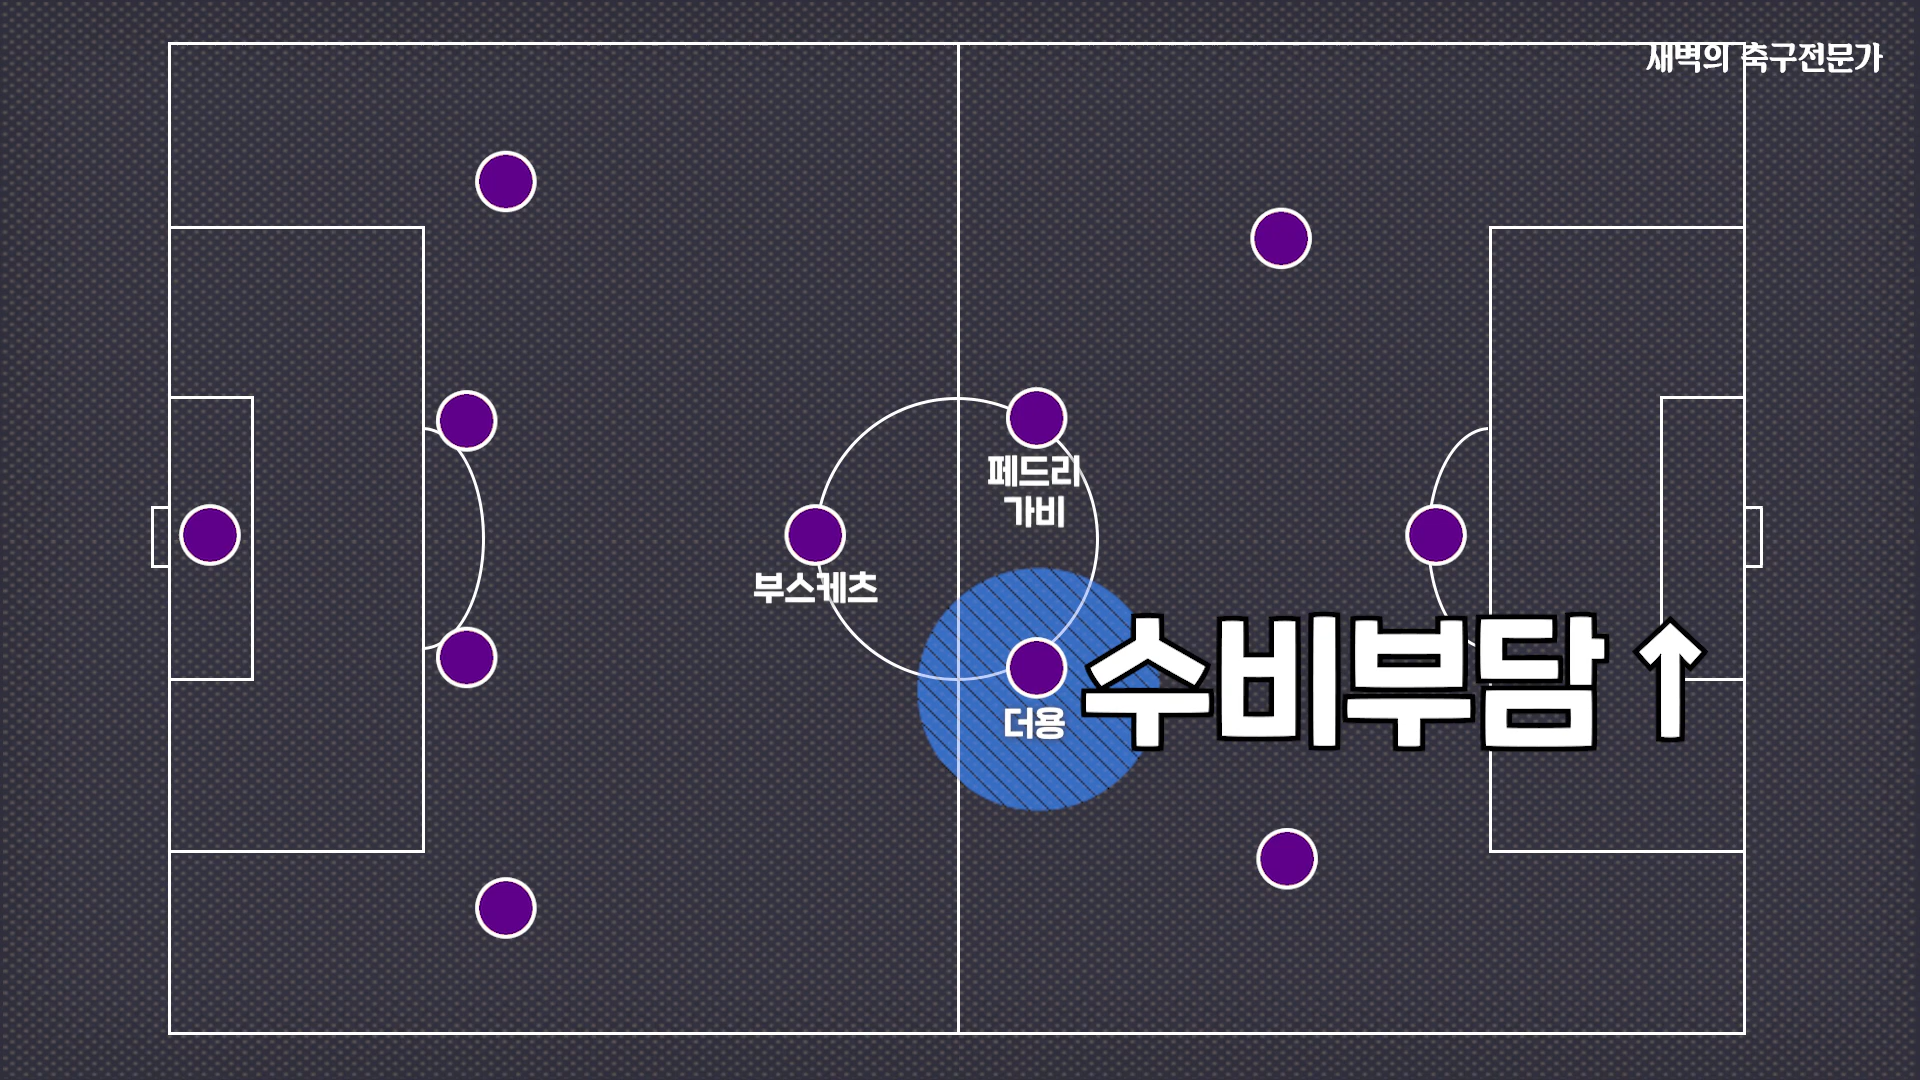 새벽의 축구전문가
페드리
가비
부스케츠
더용
수비부담 ↑